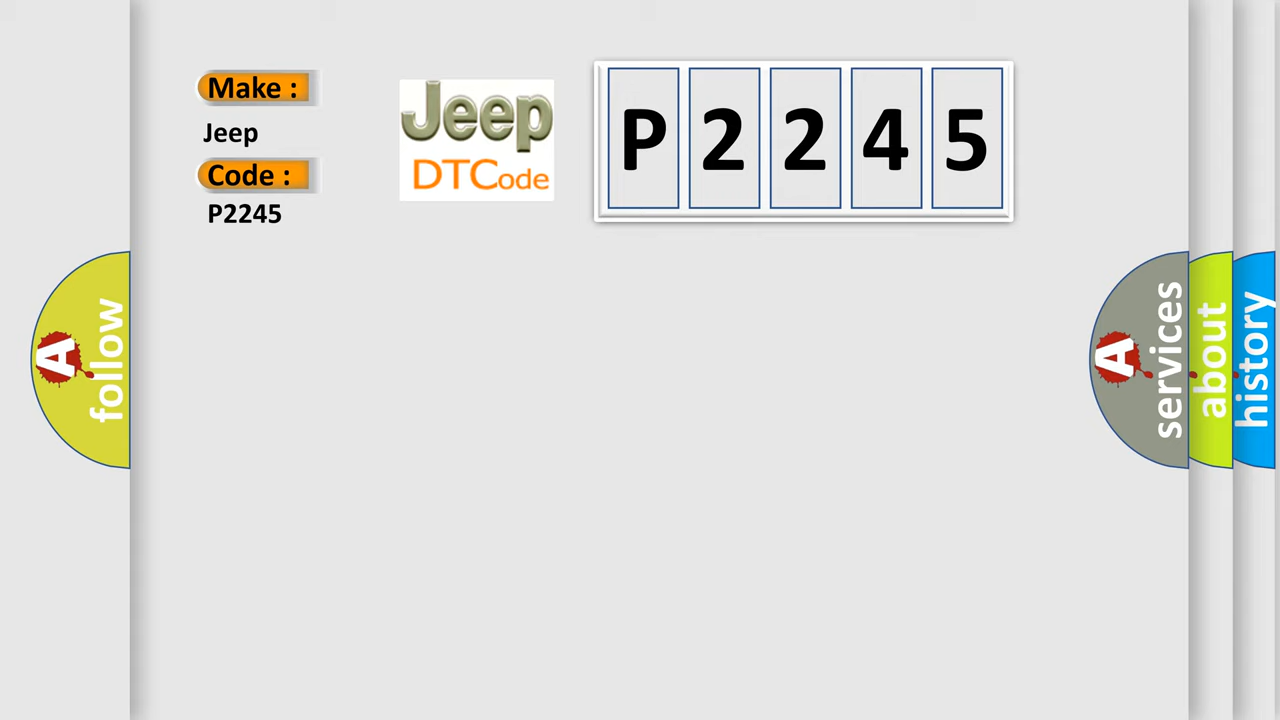 Make :
Jeep
Code :
P2245
Jeep
DTCode
P 2 2 4 5
A follow
A services
about
history